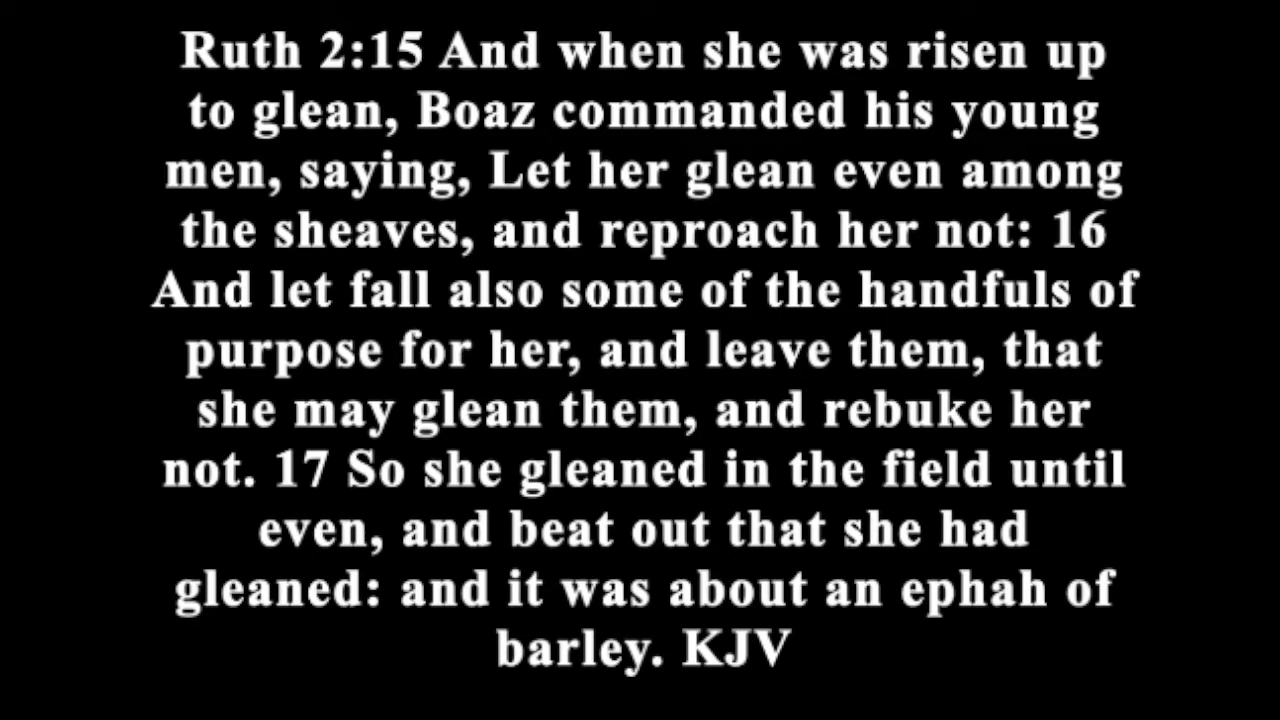 Ruth 2:15 And when she was risen up
to glean, Boaz commanded his young
men, saying, Let her glean even among
the sheaves, and reproach her not: 16
And let fall also some of the handfuls of
purpose for her, and leave them, that
she may glean them, and rebuke her
not. 17 So she gleaned in the field until
even, and beat out that she had
gleaned: and it was about an ephah of
barley. KJV